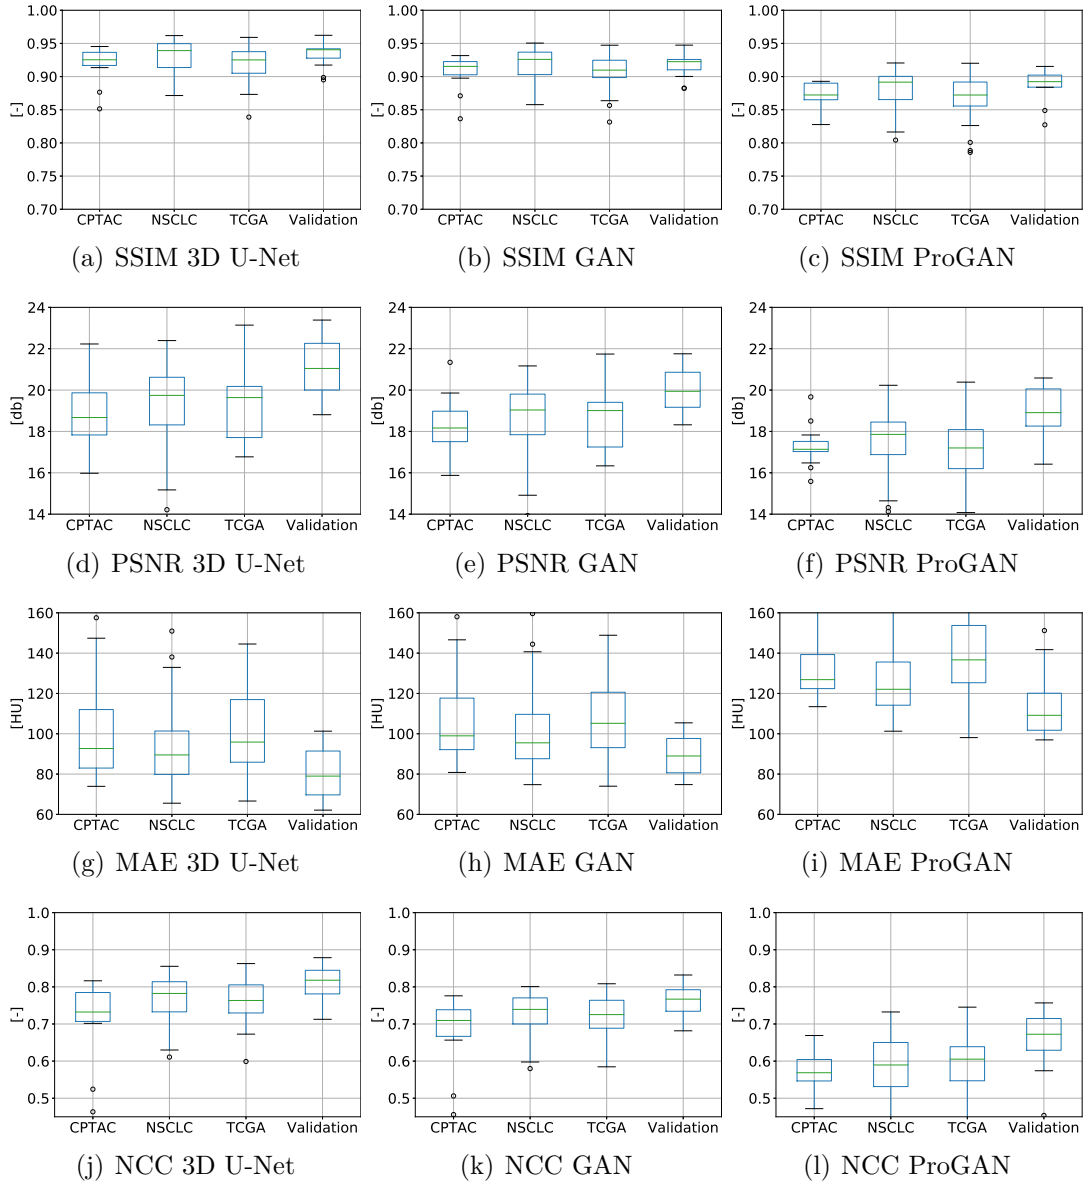 1.00 1.00 1.00
0.95 0.95 0.95
0.90 0.90 0.90
0.85 0.85 0.85
[-] [-] [-]
0.80 0.80 0.80
0.75 0.75 0.75
0.70 0.70 0.70
CPTAC NSCLC TCGA Validation CPTAC NSCLC TCGA Validation CPTAC NSCLC TCGA Validation
(a) SSIM 3D U-Net (b) SSIM GAN (c) SSIM ProGAN
24 24 24
22 22 22
20 20 20
[db] [db] [db]
18 18 18
16 16 16
14 14 14
CPTAC NSCLC TCGA Validation CPTAC NSCLC TCGA Validation CPTAC NSCLC TCGA Validation
(d) PSNR 3D U-Net (e) PSNR GAN (f) PSNR ProGAN
160 160 160
140 140 140
120 120 120
[HU] [HU] [HU]
100 100 100
80 80 80
60 60 60
CPTAC NSCLC TCGA Validation CPTAC NSCLC TCGA Validation CPTAC NSCLC TCGA Validation
(g) MAE 3D U-Net (h) MAE GAN (i) MAE ProGAN
1.0 1.0 1.0
0.9 0.9 0.9
0.8 0.8 0.8
[-] [-] [-]
0.7 0.7 0.7
0.6 0.6 0.6
0.5 0.5 0.5
CPTAC NSCLC TCGA Validation CPTAC NSCLC TCGA Validation CPTAC NSCLC TCGA Validation
(j) NCC 3D U-Net (k) NCC GAN (l) NCC ProGAN